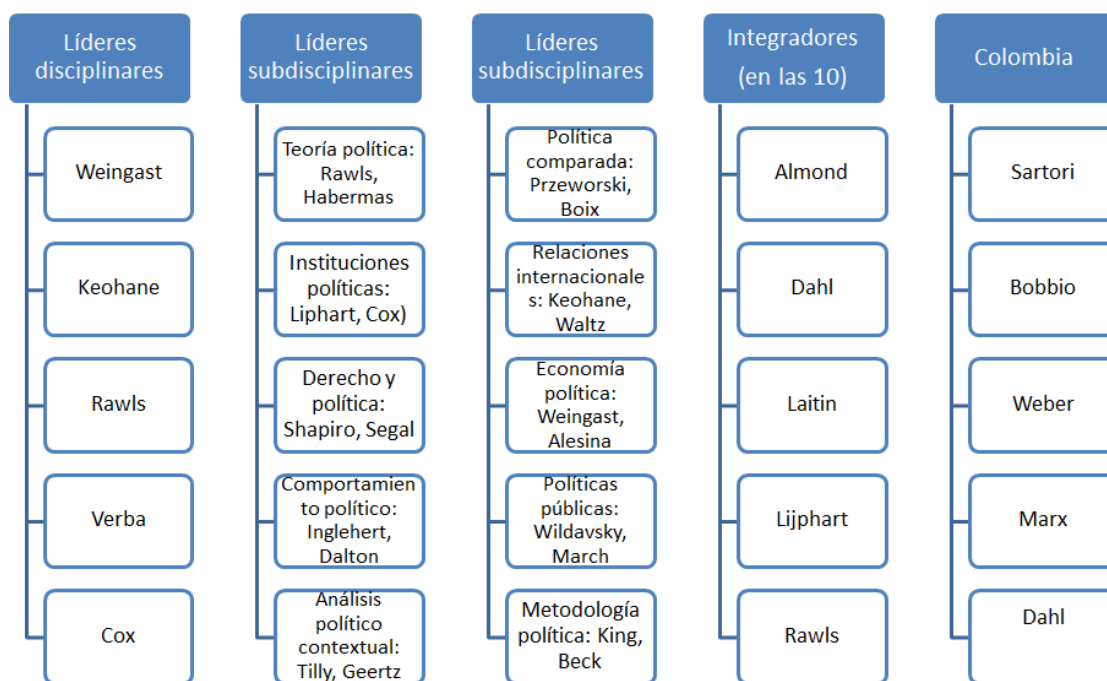 Líderes
disciplinares
Weingast
Keohane
Rawls
Verba
Cox
Líderes
subdisciplinares
Teoría política:
Rawls,
Habermas
Instituciones
políticas:
Liphart, Cox)
Derecho y
política:
Shapiro, Segal
Comportamien
to político:
Inglehert,
Dalton
Análisis
político
contextual:
Tilly, Geertz
Líderes
subdisciplinares
Política
comparada:
Przeworski,
Boix
Relaciones
internacionale
s: Keohane,
Waltz
Economía
política:
Weingast,
Alesina
Políticas
públicas:
Wildavsky,
March
Metodología
política: King,
Beck
Integradores
(en las 10)
Almond
Dahl
Laitin
Lijphart
Rawls
Colombia
Sartori
Bobbio
Weber
Marx
Dahl